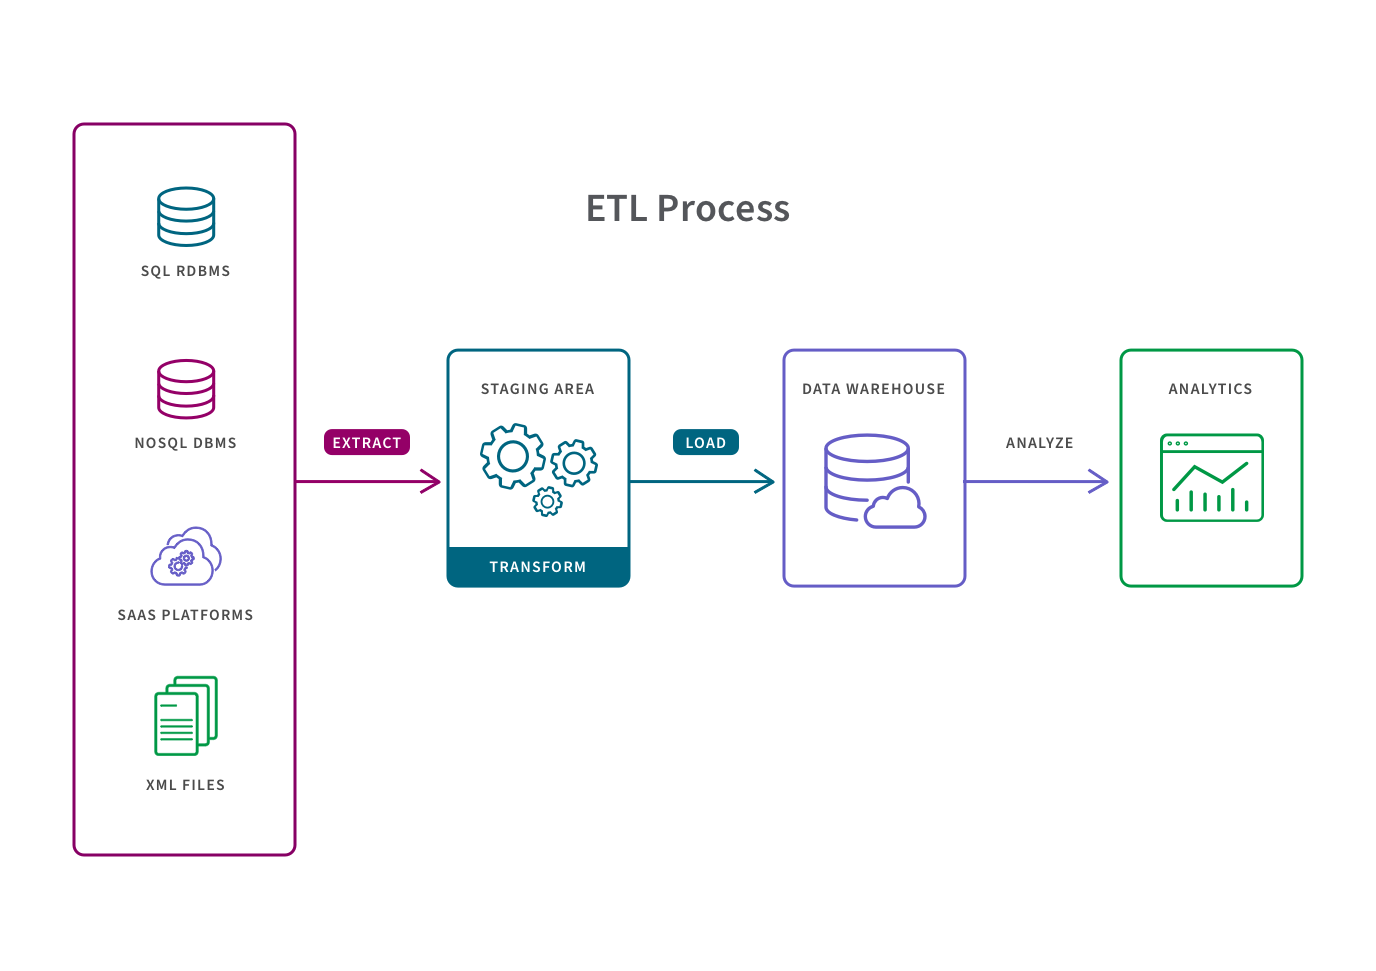 ETL Process
SQL RDBMS
NOSQL DBMS
SAAS PLATFORMS
XML FILES
EXTRACT
STAGING AREA
TRANSFORM
LOAD
DATA WAREHOUSE
ANALYZE
ANALYTICS